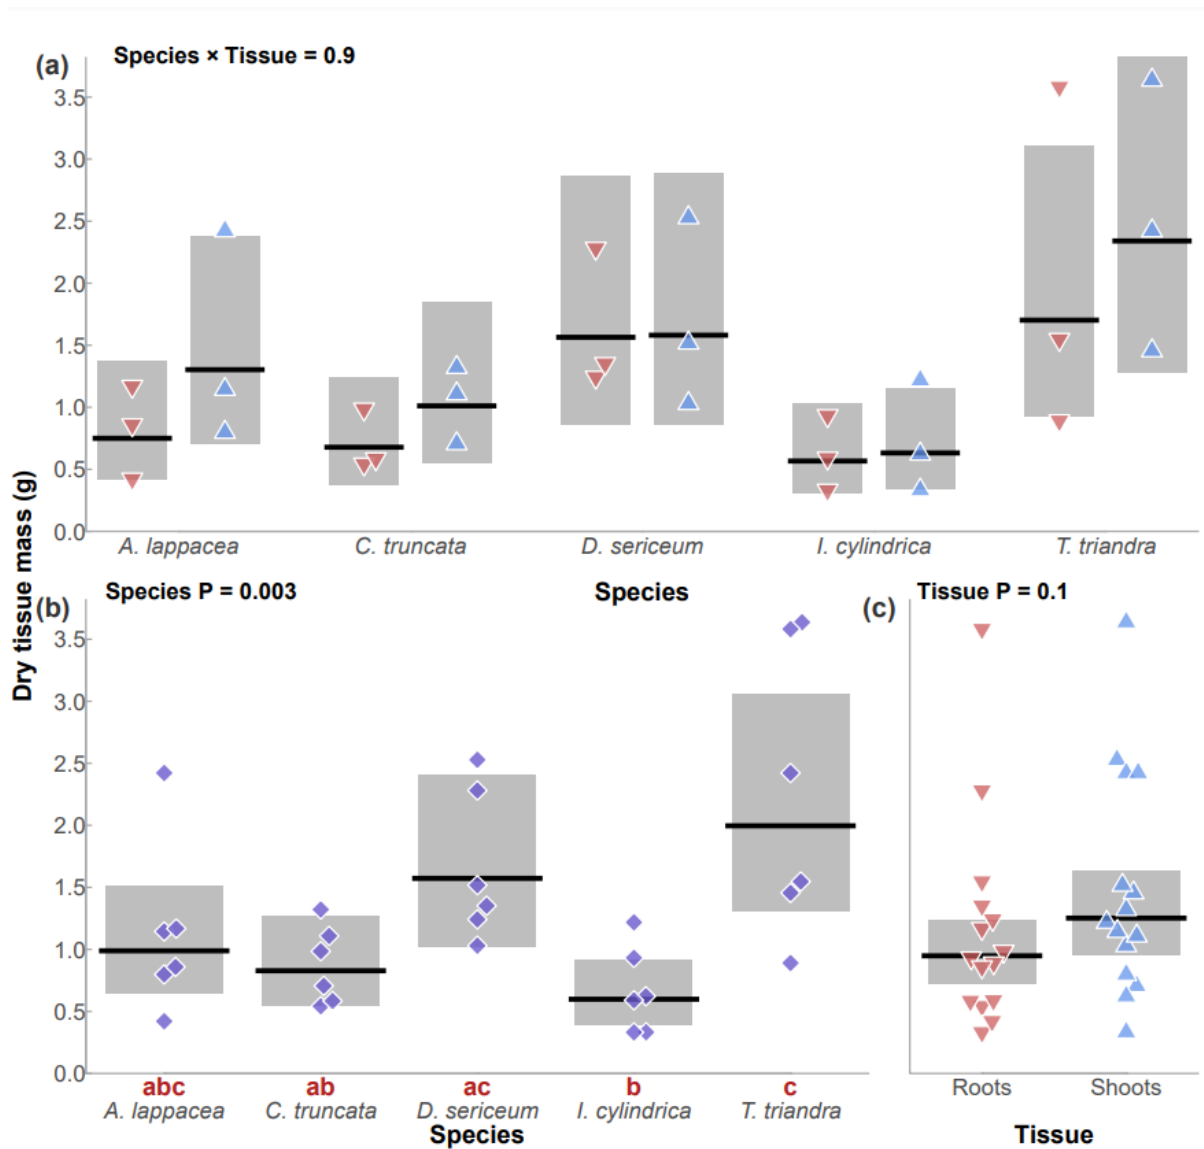 (a)
Species × Tissue = 0.9
3.5
3.0
2.5
2.0
1.5
1.0
0.5
0.0
A. lappacea
C. truncata
D. sericeum
I. cylindrica
T. triandra
Species
Dry tissue mass (g)
(b)
Species P = 0.003
3.5
3.0
2.5
2.0
1.5
1.0
0.5
0.0
abc
ab
ac
b
c
A. lappacea
C. truncata
D. sericeum
I. cylindrica
T. triandra
Species
(c)
Tissue P = 0.1
Roots
Shoots
Tissue